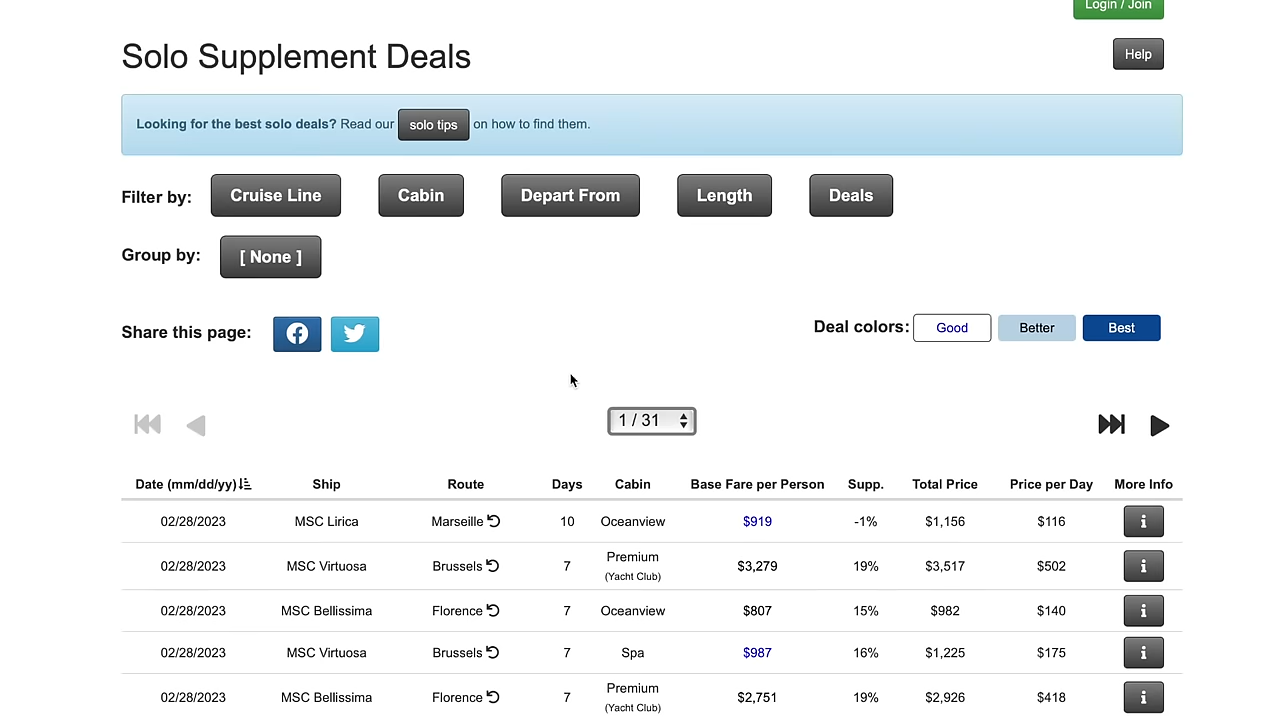 Login / Join
Solo Supplement Deals
Help
Looking for the best solo deals? Read our solo tips on how to find them.
Filter by: Cruise Line Cabin Depart From Length Deals
Group by: [ None ]
Share this page:
Deal colors: Good Better Best
1 / 31
Date (mm/dd/yy) Ship Route Days Cabin Base Fare per Person Supp. Total Price Price per Day More Info
02/28/2023 MSC Lirica Marseille 10 Oceanview $919 -1% $1,156 $116
02/28/2023 MSC Virtuosa Brussels 7 Premium (Yacht Club) $3,279 19% $3,517 $502
02/28/2023 MSC Bellissima Florence 7 Oceanview $807 15% $982 $140
02/28/2023 MSC Virtuosa Brussels 7 Spa $987 16% $1,225 $175
02/28/2023 MSC Bellissima Florence 7 Premium (Yacht Club) $2,751 19% $2,926 $418